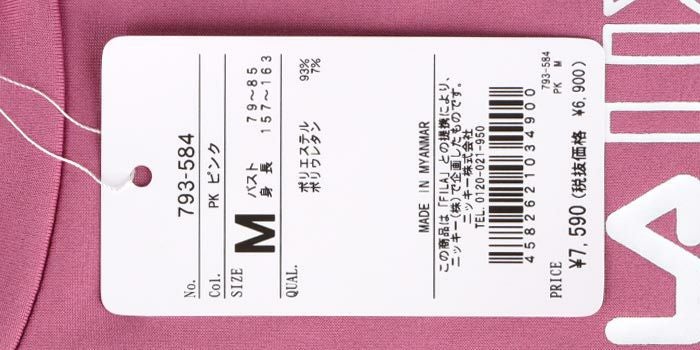 No. 793-584
Col. PK ピンク
SIZE M
バスト 79～85
身長 157～163
QUAL. ポリエステル 93%
ポリウレタン 7%
MADE IN MYANMAR
この商品は「FILA」との提携により、
ニッキー(株)で企画したものです。
ニッキー株式会社
TEL. 0120-021-950
4582621034900
793-584
PK M
PRICE ¥7,590 (税抜価格 ¥6,900)